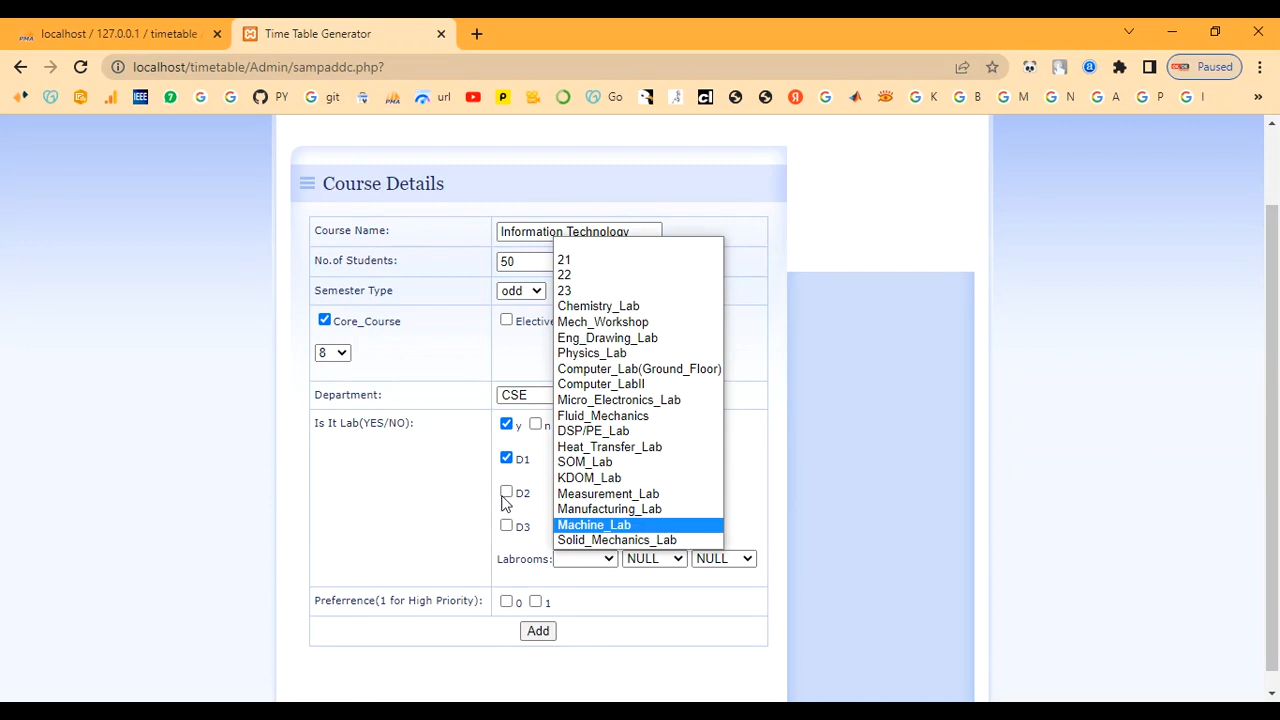 localhost / 127.0.0.1 / timetable
Time Table Generator
localhost/timetable/Admin/sampaddc.php?
Paused
IEEE
PY
git
url
Go
K
B
M
N
A
P
I
»
Course Details
Course Name:
Information Technology
No.of Students:
50
Semester Type
odd
Core_Course
Elective
8
Department:
CSE
Is It Lab(YES/NO):
y
n
D1
D2
D3
21
22
23
Chemistry_Lab
Mech_Workshop
Eng_Drawing_Lab
Physics_Lab
Computer_Lab(Ground_Floor)
Computer_LabII
Micro_Electronics_Lab
Fluid_Mechanics
DSP/PE_Lab
Heat_Transfer_Lab
SOM_Lab
KDOM_Lab
Measurement_Lab
Manufacturing_Lab
Machine_Lab
Solid_Mechanics_Lab
Labrooms:
NULL
NULL
Preferrence(1 for High Priority):
0
1
Add